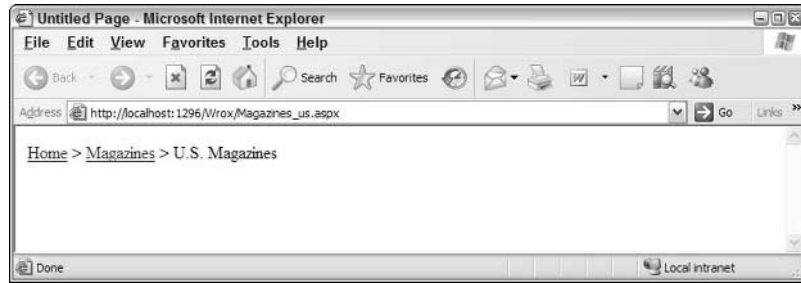 Untitled Page - Microsoft Internet Explorer
File Edit View Favorites Tools Help
Back Search Favorites
Address http://localhost:1296/Wrox/Magazines_us.aspx Go Links »
Home > Magazines > U.S. Magazines
Done Local intranet